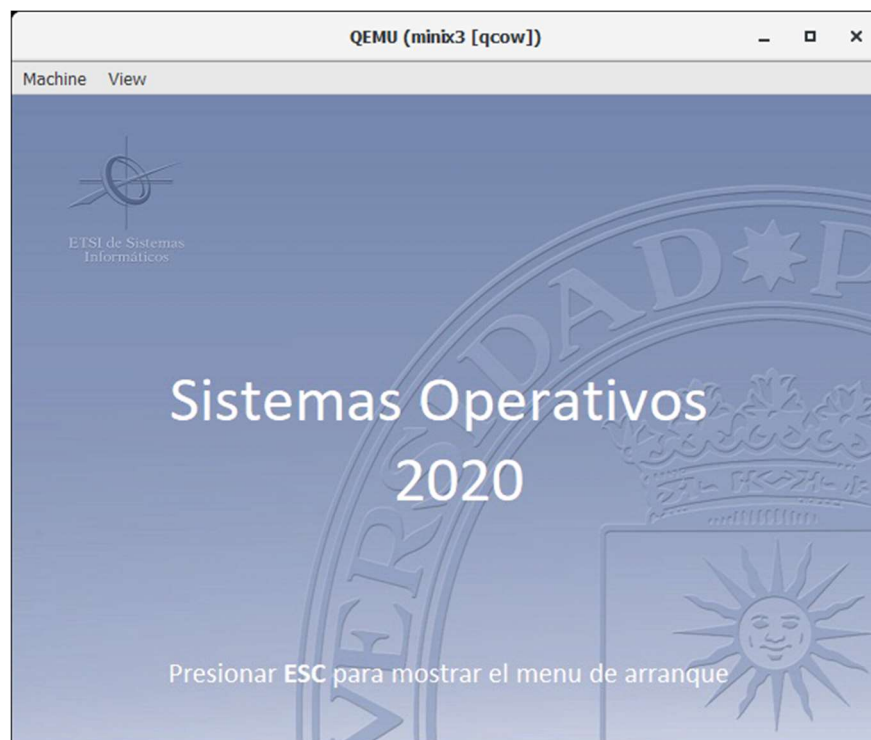 QEMU (minix3 [qcow])
Machine View
ETSI de Sistemas
Informáticos
VERSIDAD P
Sistemas Operativos
2020
Presionar ESC para mostrar el menu de arranque